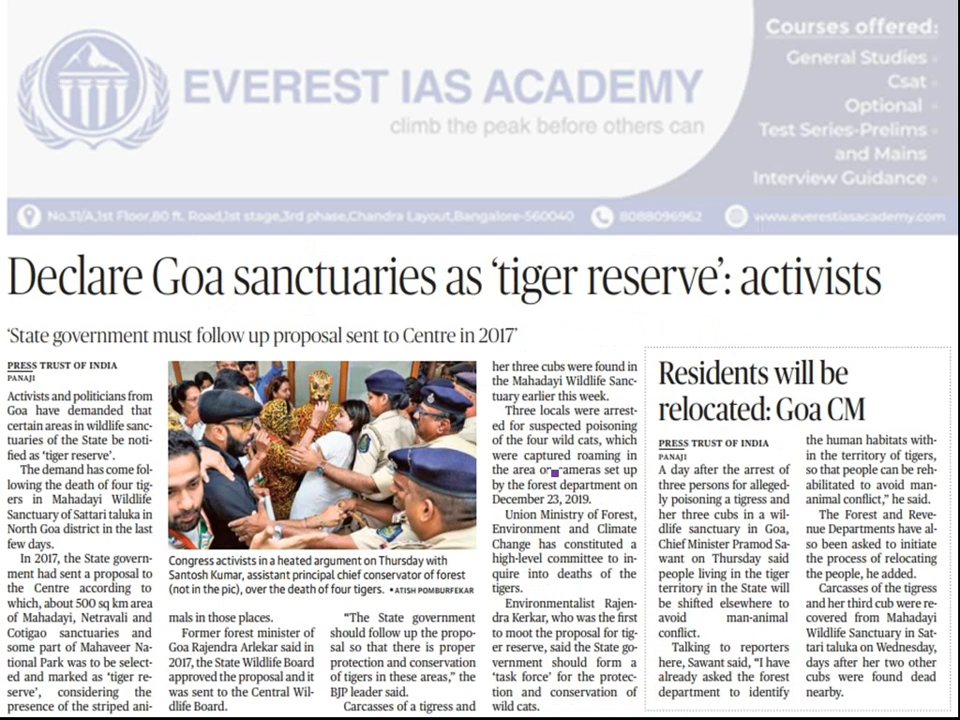 EVEREST IAS ACADEMY
climb the peak before others can
Courses offered:
General Studies
Csat
Optional
Test Series-Prelims
and Mains
Interview Guidance
No.31/A,1st Floor,80 ft. Road,1st stage,3rd phase,Chandra Layout,Bangalore-560040
8088096962
www.everestiasacademy.com
Declare Goa sanctuaries as ‘tiger reserve’: activists
‘State government must follow up proposal sent to Centre in 2017’
PRESS TRUST OF INDIA
PANAJI
Activists and politicians from
Goa have demanded that
certain areas in wildlife sanc-
tuaries of the State be noti-
fied as ‘tiger reserve’.
The demand has come fol-
lowing the death of four tig-
ers in Mahadayi Wildlife
Sanctuary of Sattari taluka in
North Goa district in the last
few days.
In 2017, the State govern-
ment had sent a proposal to
the Centre according to
which, about 500 sq km area
of Mahadayi, Netravali and
Cotigao sanctuaries and
some part of Mahaveer Na-
tional Park was to be select-
ed and marked as ‘tiger re-
serve’, considering the
presence of the striped ani-
Congress activists in a heated argument on Thursday with
Santosh Kumar, assistant principal chief conservator of forest
(not in the pic), over the death of four tigers. • ATISH POMBURFEKAR
mals in those places.
Former forest minister of
Goa Rajendra Arlekar said in
2017, the State Wildlife Board
approved the proposal and it
was sent to the Central Wil-
dlife Board.
“The State government
should follow up the propo-
sal so that there is proper
protection and conservation
of tigers in these areas,” the
BJP leader said.
Carcasses of a tigress and
her three cubs were found in
the Mahadayi Wildlife Sanc-
tuary earlier this week.
Three locals were arrest-
ed for suspected poisoning
of the four wild cats, which
were captured roaming in
the area on cameras set up
by the forest department on
December 23, 2019.
Union Ministry of Forest,
Environment and Climate
Change has constituted a
high-level committee to in-
quire into deaths of the
tigers.
Environmentalist Rajen-
dra Kerkar, who was the first
to moot the proposal for tig-
er reserve, said the State go-
vernment should form a
‘task force’ for the protec-
tion and conservation of
wild cats.
Residents will be
relocated: Goa CM
PRESS TRUST OF INDIA
PANAJI
A day after the arrest of
three persons for alleged-
ly poisoning a tigress and
her three cubs in a wil-
dlife sanctuary in Goa,
Chief Minister Pramod Sa-
want on Thursday said
people living in the tiger
territory in the State will
be shifted elsewhere to
avoid man-animal
conflict.
Talking to reporters
here, Sawant said, “I have
already asked the forest
department to identify
the human habitats with-
in the territory of tigers,
so that people can be reh-
abilitated to avoid man-
animal conflict,” he said.
The Forest and Reve-
nue Departments have al-
so been asked to initiate
the process of relocating
the people, he added.
Carcasses of the tigress
and her third cub were re-
covered from Mahadayi
Wildlife Sanctuary in Sat-
tari taluka on Wednesday,
days after her two other
cubs were found dead
nearby.